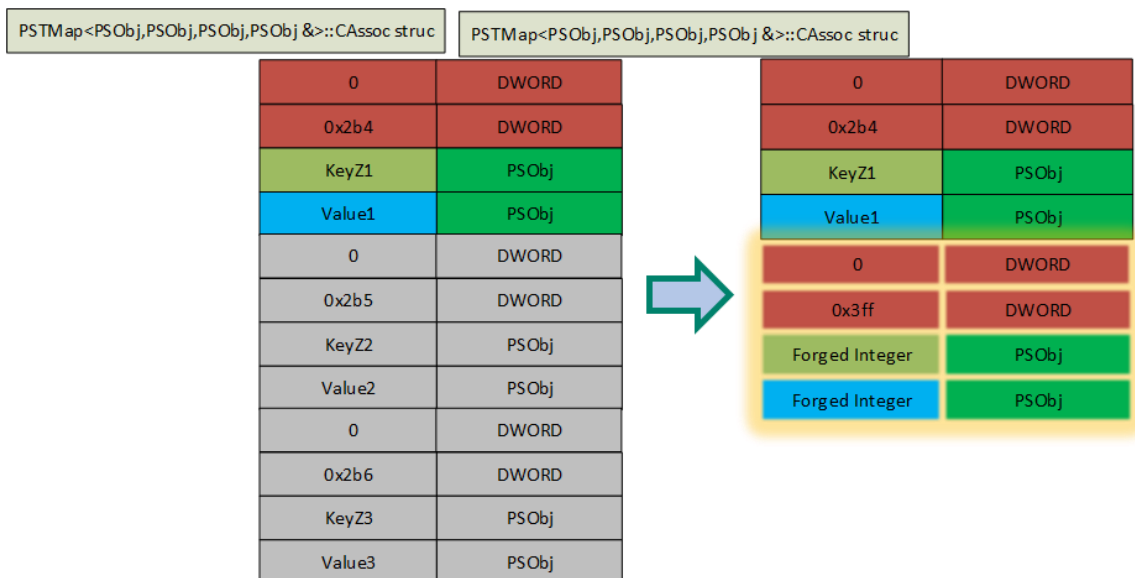 PSTMap<PSObj,PSObj,PSObj,PSObj &>::CAssoc struc
PSTMap<PSObj,PSObj,PSObj,PSObj &>::CAssoc struc
0 DWORD
0x2b4 DWORD
KeyZ1 PSObj
Value1 PSObj
0 DWORD
0x2b5 DWORD
KeyZ2 PSObj
Value2 PSObj
0 DWORD
0x2b6 DWORD
KeyZ3 PSObj
Value3 PSObj
0 DWORD
0x2b4 DWORD
KeyZ1 PSObj
Value1 PSObj
0 DWORD
0x3ff DWORD
Forged Integer PSObj
Forged Integer PSObj